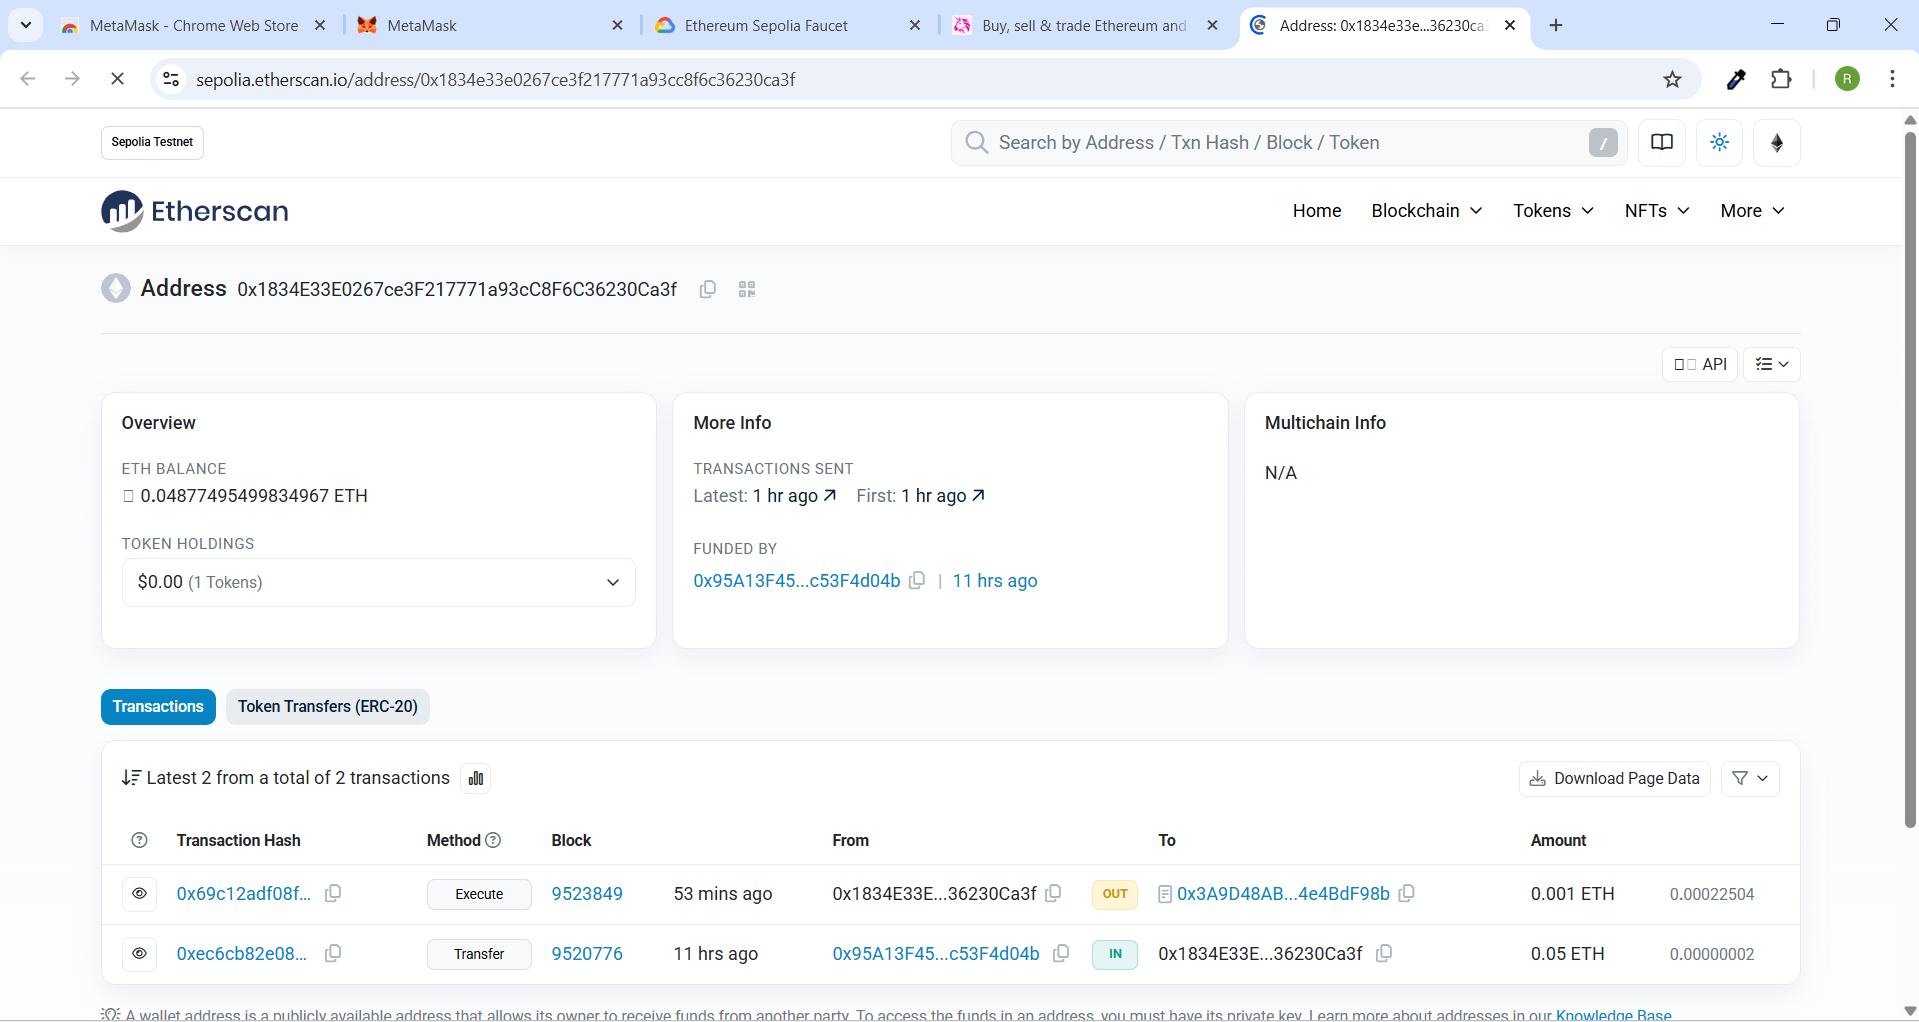 MetaMask - Chrome Web Store
MetaMask
Ethereum Sepolia Faucet
Buy, sell & trade Ethereum and
Address: 0x1834e33e...36230ca3
sepolia.etherscan.io/address/0x1834e33e0267ce3f217771a93cc8f6c36230ca3f
R
Sepolia Testnet
Search by Address / Txn Hash / Block / Token
/
Etherscan
Home
Blockchain
Tokens
NFTs
More
Address 0x1834E33E0267ce3F217771a93cC8F6C36230Ca3f
API
Overview
ETH BALANCE
0.04877495499834967 ETH
TOKEN HOLDINGS
$0.00 (1 Tokens)
More Info
TRANSACTIONS SENT
Latest: 1 hr ago ↗ First: 1 hr ago ↗
FUNDED BY
0x95A13F45...c53F4d04b | 11 hrs ago
Multichain Info
N/A
Transactions
Token Transfers (ERC-20)
Latest 2 from a total of 2 transactions
Download Page Data
Transaction Hash Method Block From To Amount
0x69c12adf08f... Execute 9523849 53 mins ago 0x1834E33E...36230Ca3f OUT 0x3A9D48AB...4e4BdF98b 0.001 ETH 0.00022504
0xec6cb82e08... Transfer 9520776 11 hrs ago 0x95A13F45...c53F4d04b IN 0x1834E33E...36230Ca3f 0.05 ETH 0.00000002
A wallet address is a publicly available address that allows its owner to receive funds from another party. To access the funds in an address, you must have its private key. Learn more about addresses in our Knowledge Base